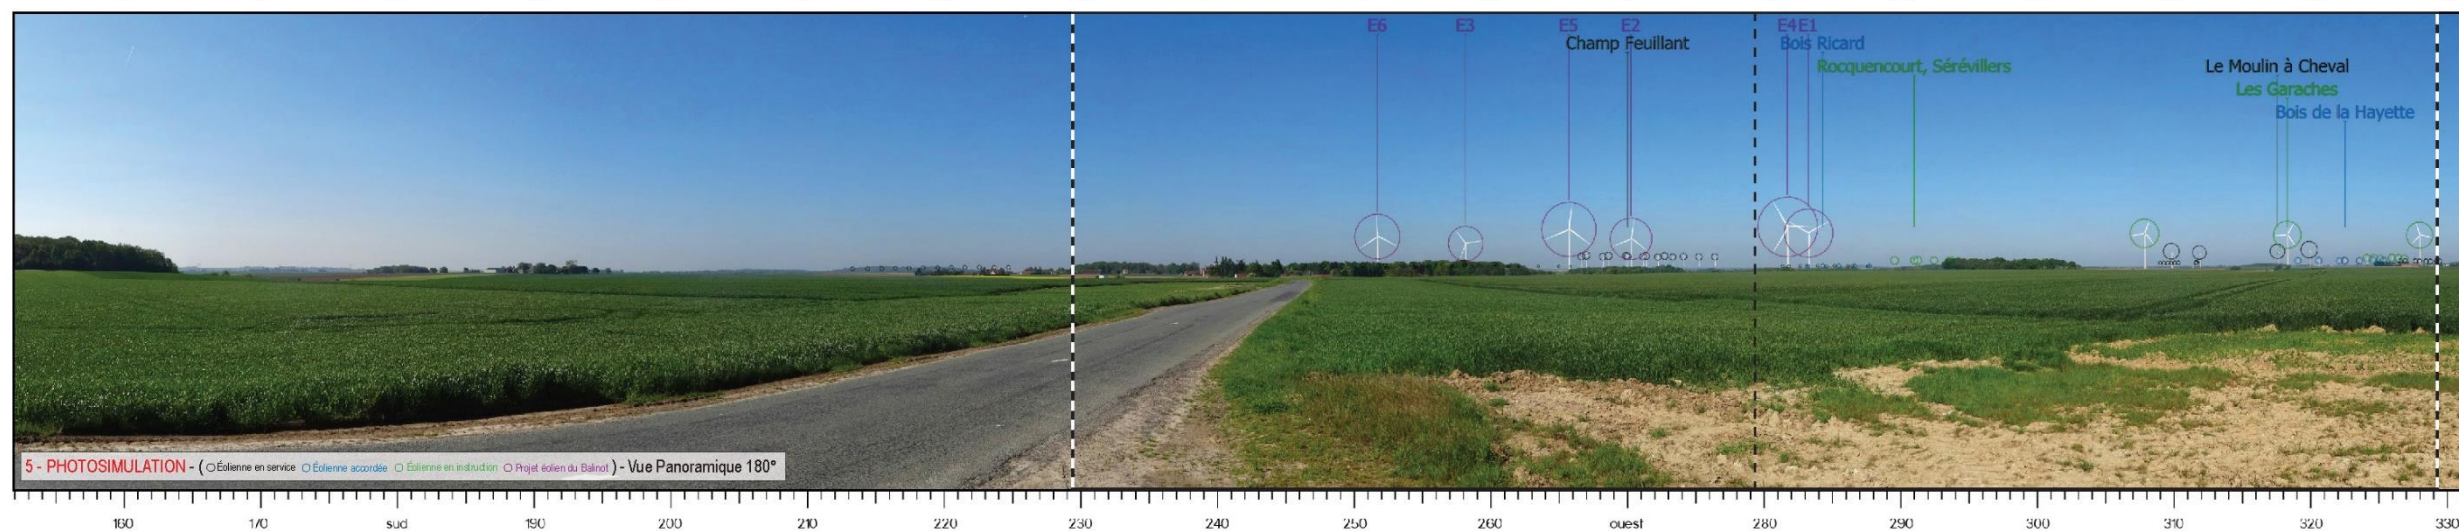 E6 E3 E5 E2 E4 E1
Champ Feuillant
Bois Ricard
Rocquencourt, Sérévillers
Le Moulin à Cheval
Les Garaches
Bois de la Hayette
5 - PHOTOSIMULATION - ( Éolienne en service Éolienne accordée Éolienne en instruction Projet éolien du Balinot ) - Vue Panoramique 180°
160 170 sud 190 200 210 220 230 240 250 260 ouest 280 290 300 310 320 330